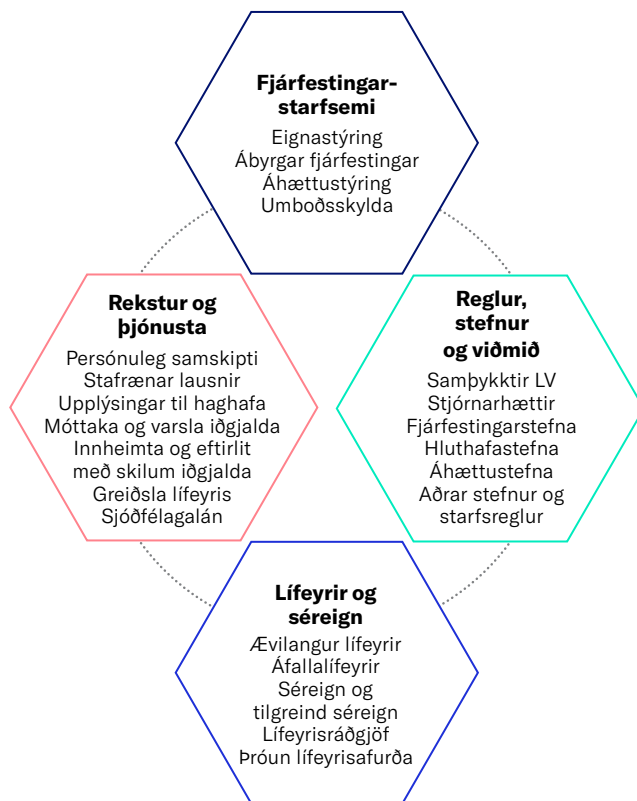 Fjárfestingar-
starfsemi
Eignastýring
Ábyrgar fjárfestingar
Áhættustýring
Umboðsskylda
Rekstur og
þjónusta
Persónuleg samskipti
Stafrænar lausnir
Upplýsingar til haghafa
Móttaka og varsla iðgjalda
Innheimta og eftirlit
með skilum iðgjalda
Greiðsla lífeyris
Sjóðfélagalán
Reglur,
stefnur
og viðmið
Samþykktir LV
Stjórnarhættir
Fjárfestingarstefna
Hluthafastefna
Áhættustefna
Aðrar stefnur og
starfsreglur
Lífeyrir og
séreign
Ævilangur lífeyrir
Áfallalífeyrir
Séreign og
tilgreind séreign
Lífeyrisráðgjöf
Þróun lífeyrisafurða